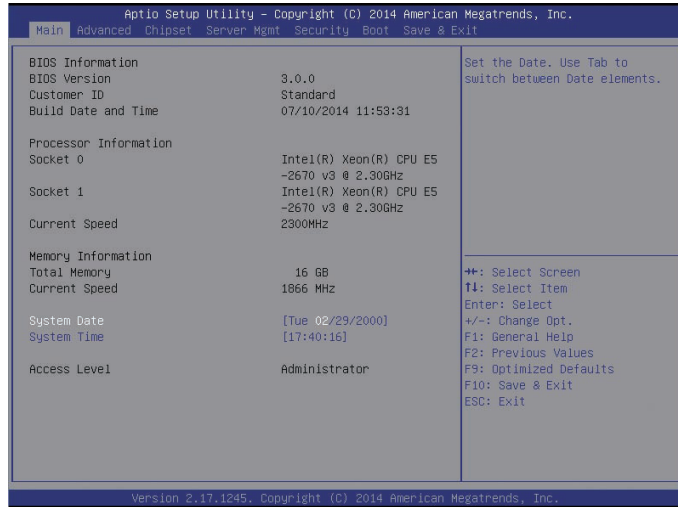 Aptio Setup Utility – Copyright (C) 2014 American Megatrends, Inc.
Main Advanced Chipset Server Mgmt Security Boot Save & Exit
BIOS Information
BIOS Version 3.0.0
Customer ID Standard
Build Date and Time 07/10/2014 11:53:31
Processor Information
Socket 0 Intel(R) Xeon(R) CPU E5
-2670 v3 @ 2.30GHz
Socket 1 Intel(R) Xeon(R) CPU E5
-2670 v3 @ 2.30GHz
Current Speed 2300MHz
Memory Information
Total Memory 16 GB
Current Speed 1866 MHz
System Date [Tue 02/29/2000]
System Time [17:40:16]
Access Level Administrator
Set the Date. Use Tab to
switch between Date elements.
→←: Select Screen
↑↓: Select Item
Enter: Select
+/-: Change Opt.
F1: General Help
F2: Previous Values
F9: Optimized Defaults
F10: Save & Exit
ESC: Exit
Version 2.17.1245. Copyright (C) 2014 American Megatrends, Inc.